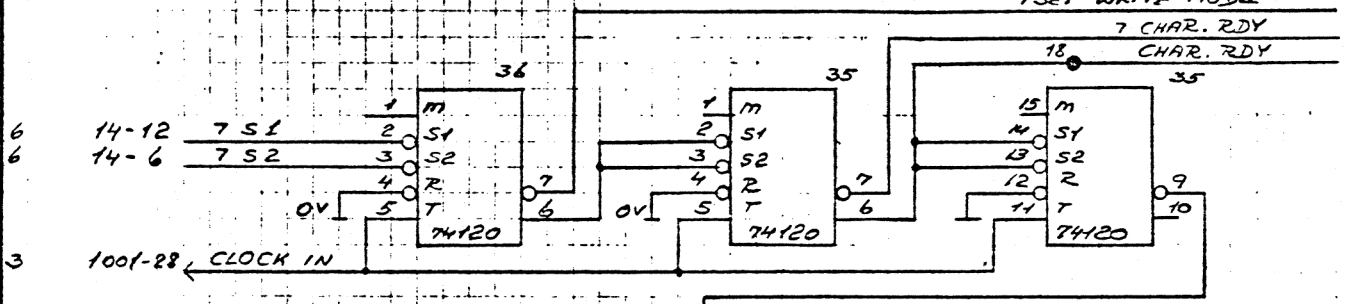 7 CHAR. RDY
18 CHAR. RDY
36 35 35
1 m 1 m 15 m
6 14-12 7 S1 2 S1 2 S1 14 S1
6 14-6 7 S2 3 S2 3 S2 13 S2
4 R 7 4 R 7 12 R 9
0V 5 T 6 0V 5 T 6 11 T 10
74120 74120 74120
3 1001-28 CLOCK IN